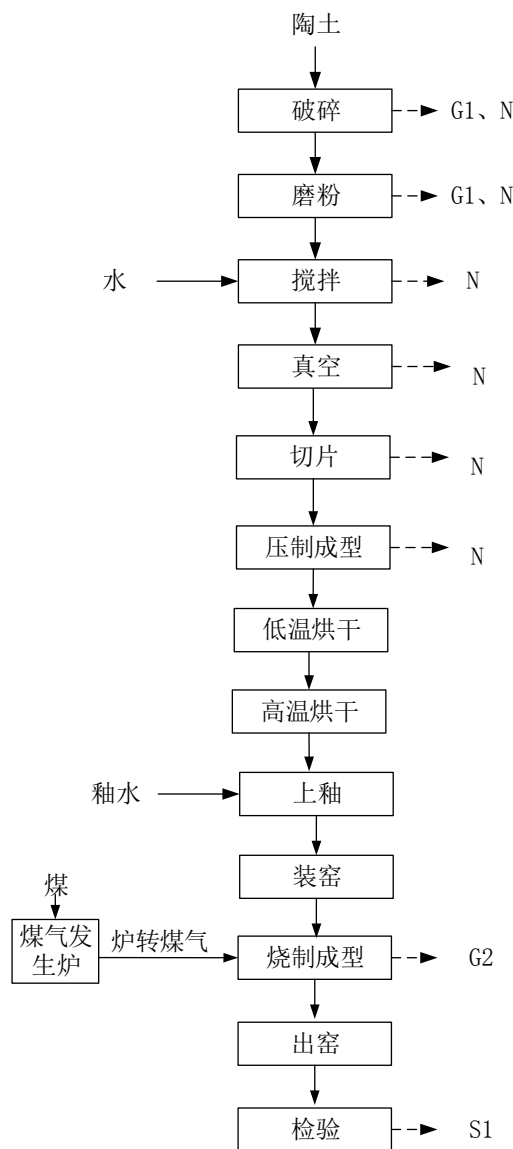 陶土
破碎
G1、N
磨粉
G1、N
水
搅拌
N
真空
N
切片
N
压制成型
N
低温烘干
高温烘干
釉水
上釉
装窑
煤
煤气发
生炉
炉转煤气
烧制成型
G2
出窑
检验
S1